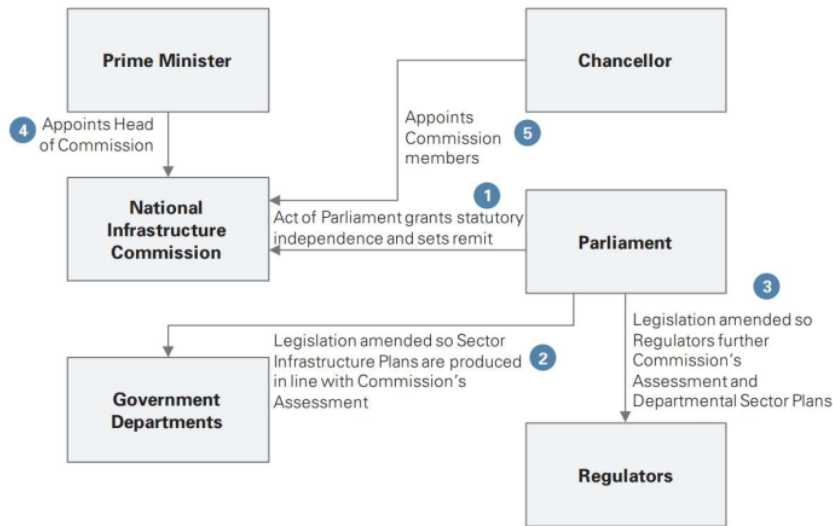 Prime Minister
Chancellor
4
Appoints Head
of Commission
Appoints
Commission
members
5
National
Infrastructure
Commission
1
Act of Parliament grants statutory
independence and sets remit
Parliament
3
Legislation amended so
Regulators further
Commission's
Assessment and
Departmental Sector Plans
Legislation amended so Sector
Infrastructure Plans are produced
in line with Commission's
Assessment
2
Government
Departments
Regulators